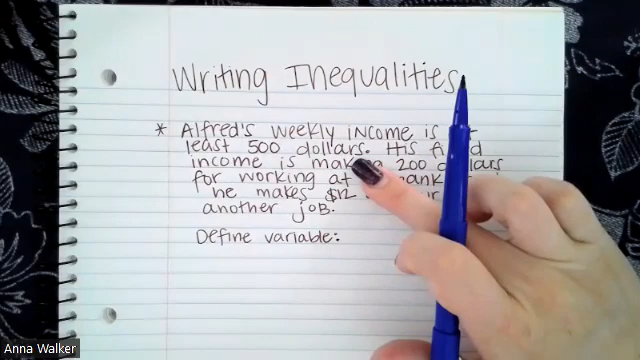 Writing Inequalities
* Alfred's weekly income is
least 500 dollars. His
income is 200 dollars
for working at
he makes $12
another job.
Define variable:
Anna Walker